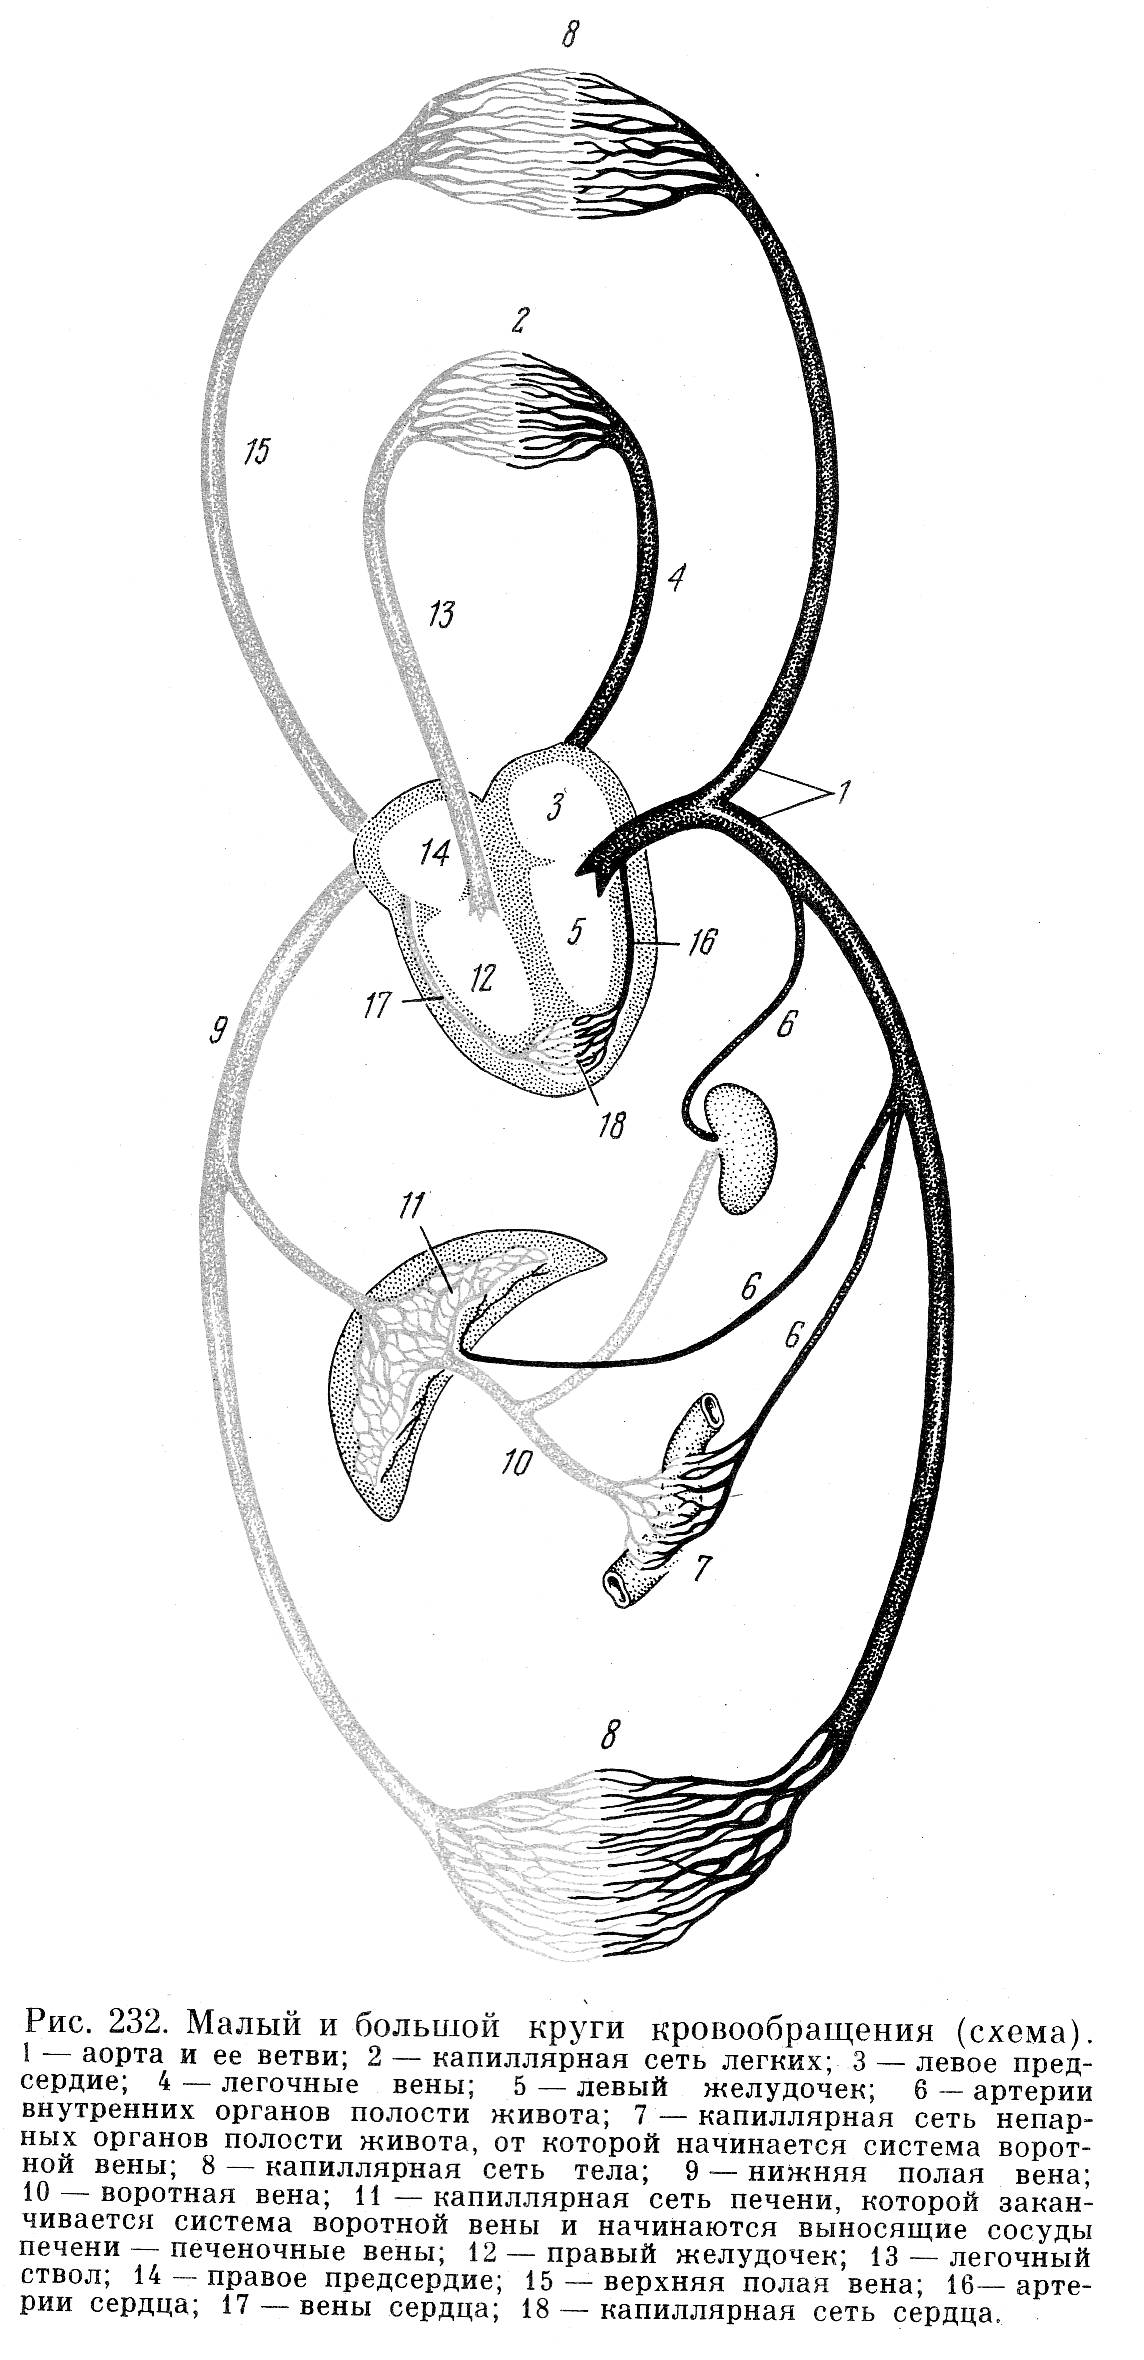 8
2
15
4
13
1
3
14
5
16
12
17
9
6
18
11
6
6
10
7
8
Рис. 232. Малый и большой круги кровообращения (схема).
1 — аорта и ее ветви; 2 — капиллярная сеть легких; 3 — левое пред-
сердие; 4 — легочные вены; 5 — левый желудочек; 6 — артерии
внутренних органов полости живота; 7 — капиллярная сеть непар-
ных органов полости живота, от которой начинается система ворот-
ной вены; 8 — капиллярная сеть тела; 9 — нижняя полая вена;
10 — воротная вена; 11 — капиллярная сеть печени, которой закан-
чивается система воротной вены и начинаются выносящие сосуды
печени — печеночные вены; 12 — правый желудочек; 13 — легочный
ствол; 14 — правое предсердие; 15 — верхняя полая вена; 16— арте-
рии сердца; 17 — вены сердца; 18 — капиллярная сеть сердца.